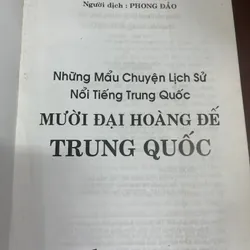 Người dịch : PHONG ĐẢO
Những Mẩu Chuyện Lịch Sử
Nổi Tiếng Trung Quốc
MƯỜI ĐẠI HOÀNG ĐẾ
TRUNG QUỐC